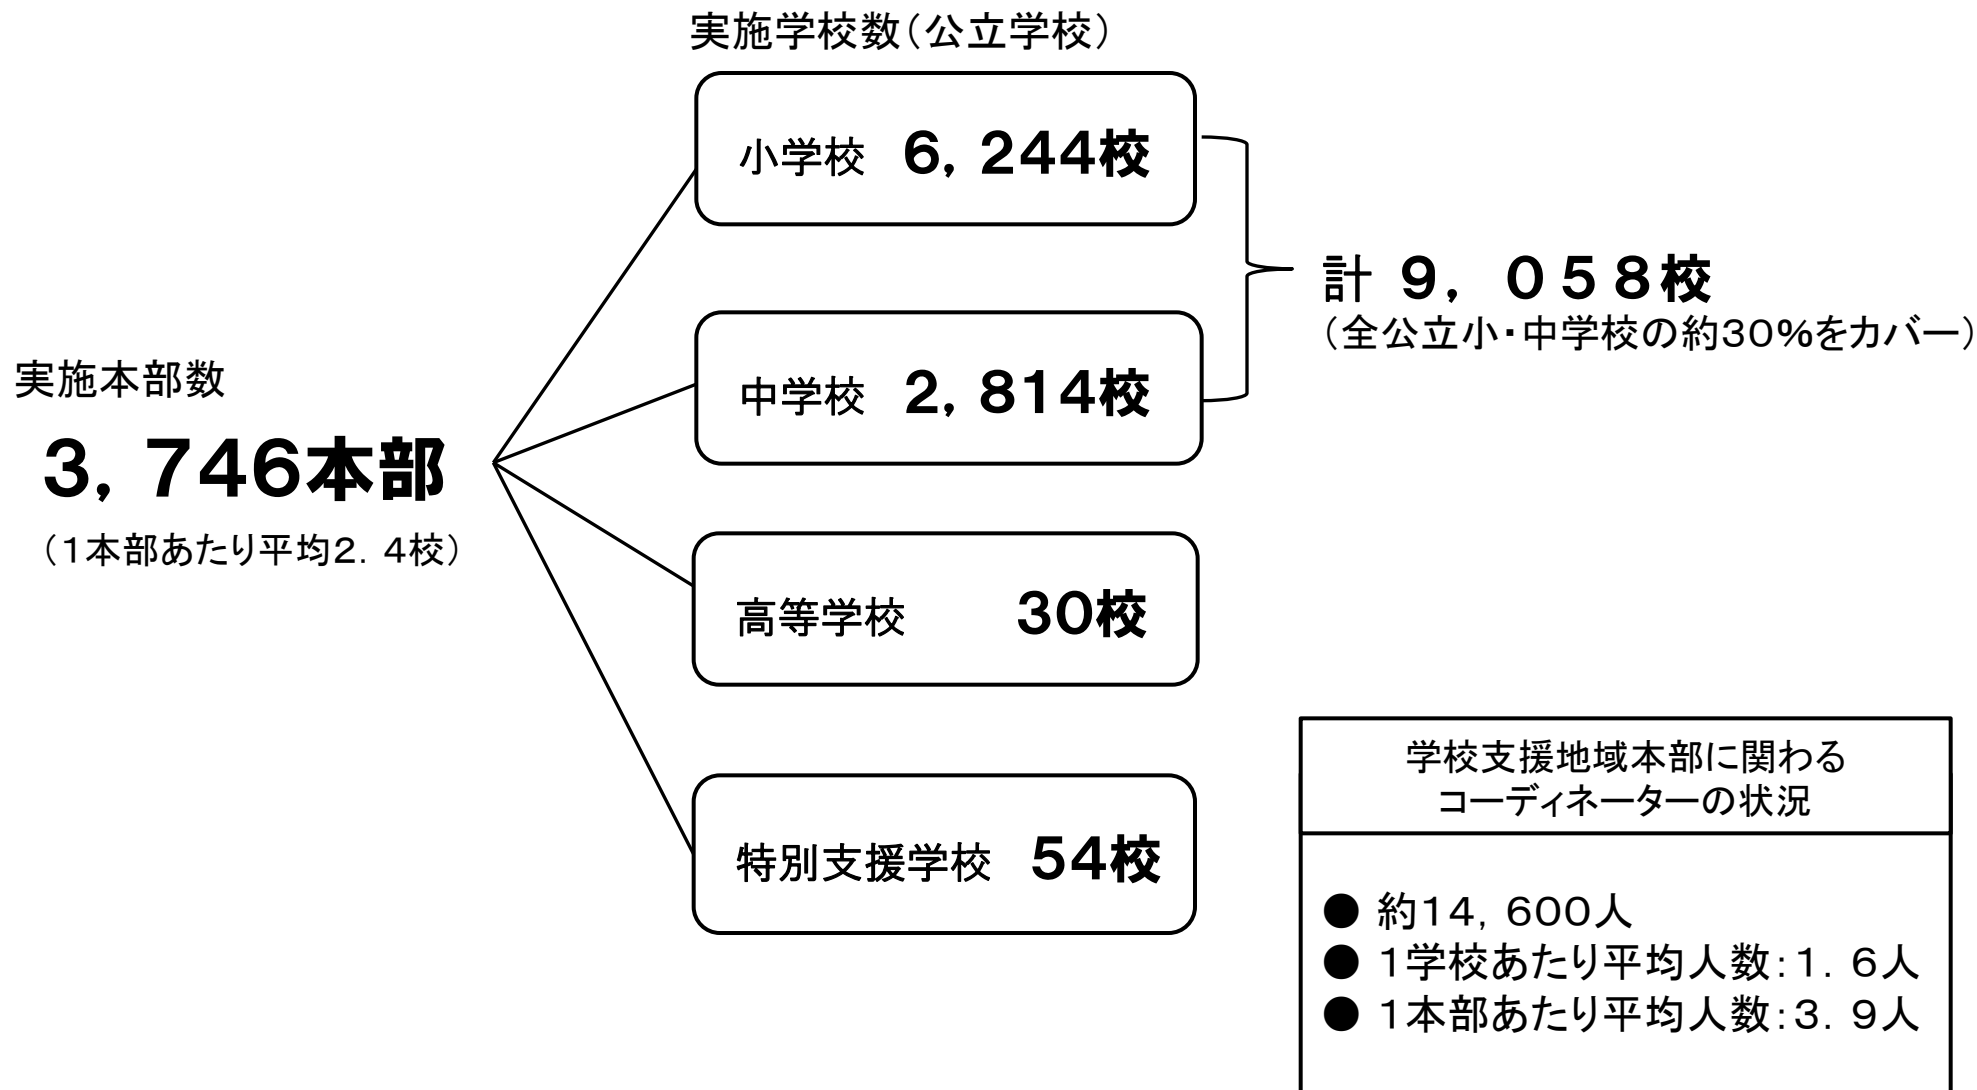 実施学校数(公立学校)
小学校 6,244校
計 9,058校
(全公立小・中学校の約30%をカバー)
中学校 2,814校
実施本部数
3,746本部
(1本部あたり平均2.4校)
高等学校 30校
特別支援学校 54校
学校支援地域本部に関わる
コーディネーターの状況
● 約14,600人
● 1学校あたり平均人数:1.6人
● 1本部あたり平均人数:3.9人